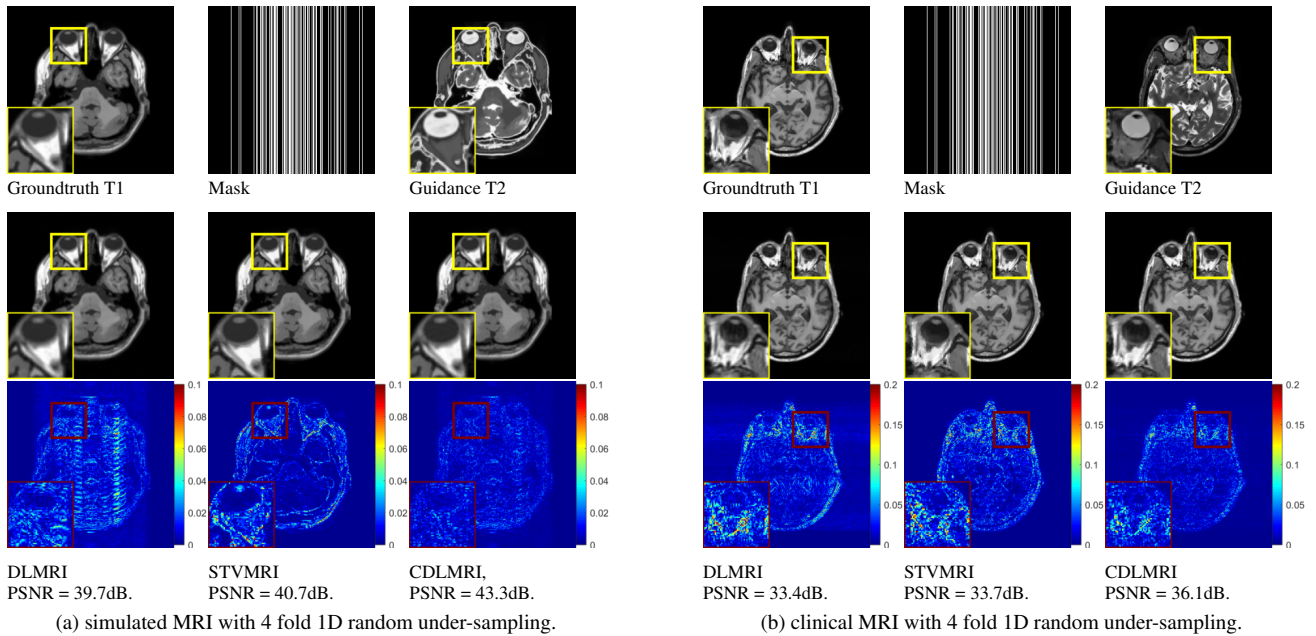 Groundtruth T1
Mask
Guidance T2
Groundtruth T1
Mask
Guidance T2
0.1
0.08
0.06
0.04
0.02
0
0.1
0.08
0.06
0.04
0.02
0
0.1
0.08
0.06
0.04
0.02
0
0.2
0.15
0.1
0.05
0
0.2
0.15
0.1
0.05
0
0.2
0.15
0.1
0.05
0
DLMRI
PSNR = 39.7dB.
STVMRI
PSNR = 40.7dB.
CDLMRI,
PSNR = 43.3dB.
DLMRI
PSNR = 33.4dB.
STVMRI
PSNR = 33.7dB.
CDLMRI
PSNR = 36.1dB.
(a) simulated MRI with 4 fold 1D random under-sampling.
(b) clinical MRI with 4 fold 1D random under-sampling.